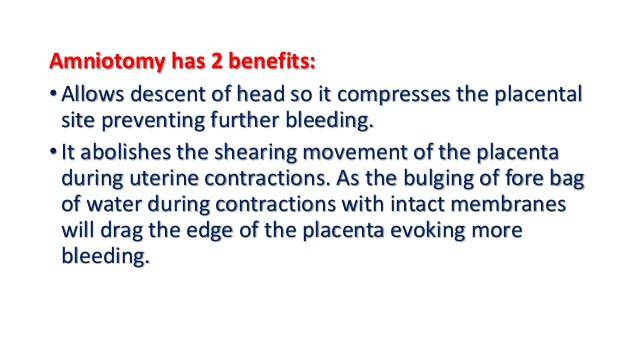 Amniotomy has 2 benefits:
• Allows descent of head so it compresses the placental
site preventing further bleeding.
• It abolishes the shearing movement of the placenta
during uterine contractions. As the bulging of fore bag
of water during contractions with intact membranes
will drag the edge of the placenta evoking more
bleeding.